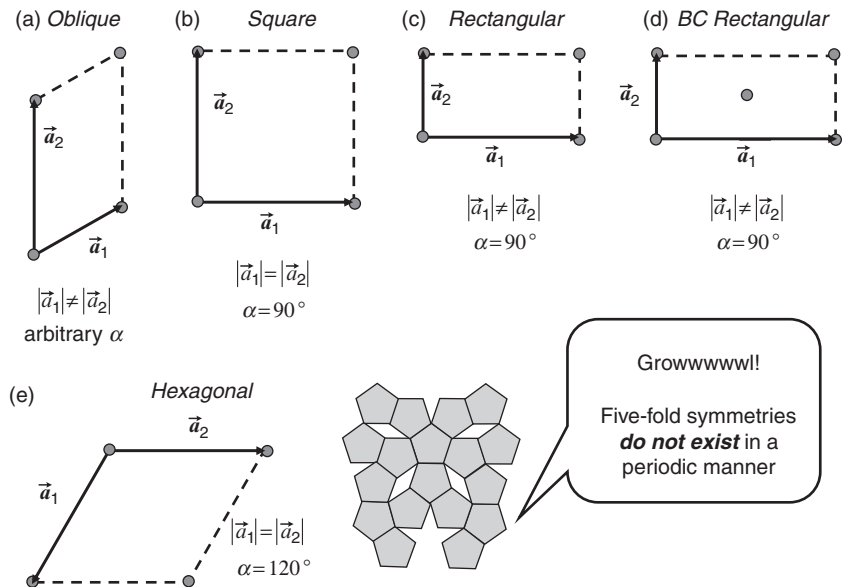 (a) Oblique
(b) Square
(c) Rectangular
(d) BC Rectangular
a⃗₂
a⃗₁
|a⃗₁|≠|a⃗₂|
arbitrary α
a⃗₂
a⃗₁
|a⃗₁|=|a⃗₂|
α=90°
a⃗₂
a⃗₁
|a⃗₁|≠|a⃗₂|
α=90°
a⃗₂
a⃗₁
|a⃗₁|≠|a⃗₂|
α=90°
(e) Hexagonal
a⃗₂
a⃗₁
|a⃗₁|=|a⃗₂|
α=120°
Growwwwwl!
Five-fold symmetries
do not exist in a
periodic manner